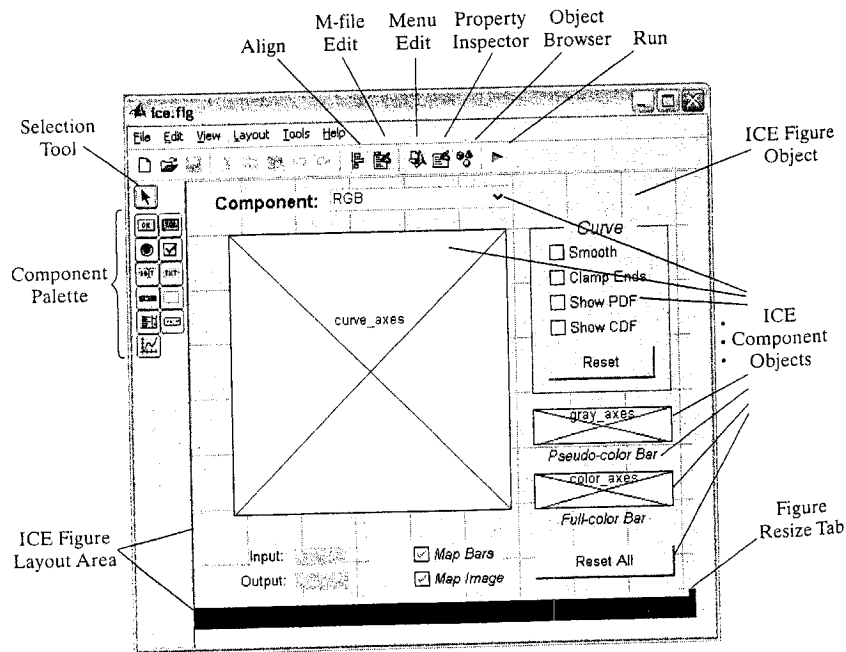 M-file Edit
Menu Edit
Property Inspector
Object Browser
Align
Run
Selection Tool
ice.fig
File Edit View Layout Tools Help
ICE Figure Object
Component: RGB
Component Palette
curve_axes
Curve
Smooth
Clamp Ends
Show PDF
Show CDF
Reset
ICE Component Objects
gray_axes
Pseudo-color Bar
color_axes
Full-color Bar
ICE Figure Layout Area
Figure Resize Tab
Input:
Output:
Map Bars
Map Image
Reset All